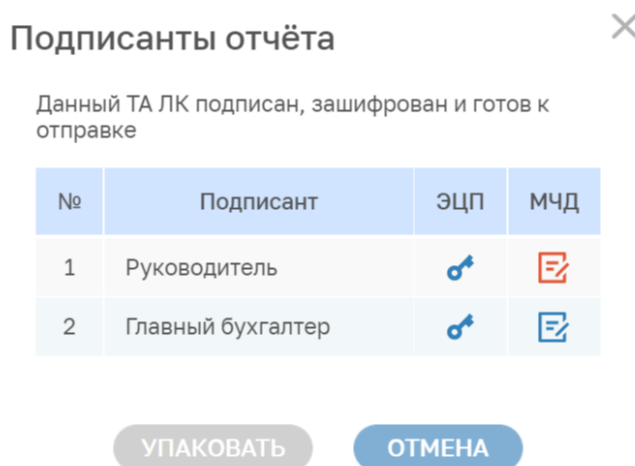 Подписанты отчёта
Данный ТА ЛК подписан, зашифрован и готов к
отправке
№ Подписант ЭЦП МЧД
1 Руководитель
2 Главный бухгалтер
УПАКОВАТЬ ОТМЕНА